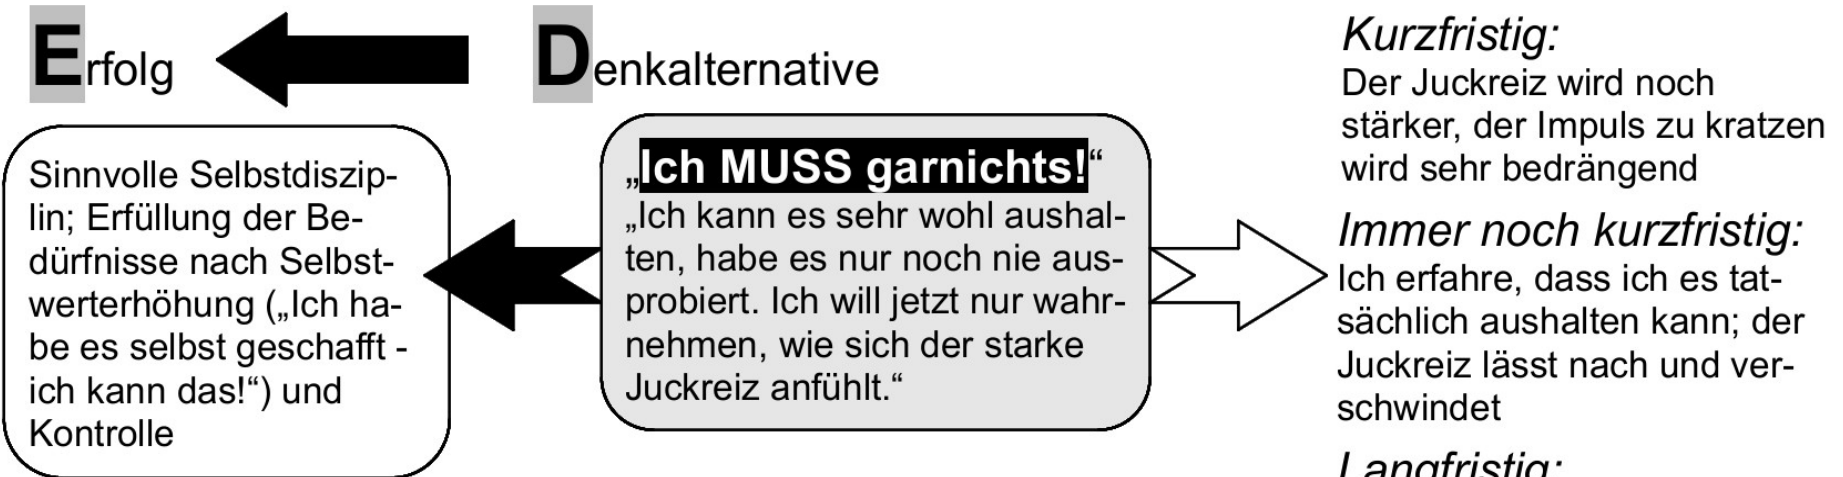 Erfolg
Sinnvolle Selbstdiszip-
lin; Erfüllung der Be-
dürfnisse nach Selbst-
werterhöhung („Ich ha-
be es selbst geschafft -
ich kann das!“) und
Kontrolle
Denkalternative
„Ich MUSS garnichts!“
„Ich kann es sehr wohl aushal-
ten, habe es nur noch nie aus-
probiert. Ich will jetzt nur wahr-
nehmen, wie sich der starke
Juckreiz anfühlt.“
Kurzfristig:
Der Juckreiz wird noch
stärker, der Impuls zu kratzen
wird sehr bedrängend
Immer noch kurzfristig:
Ich erfahre, dass ich es tat-
sächlich aushalten kann; der
Juckreiz lässt nach und ver-
schwindet
Langfristig: